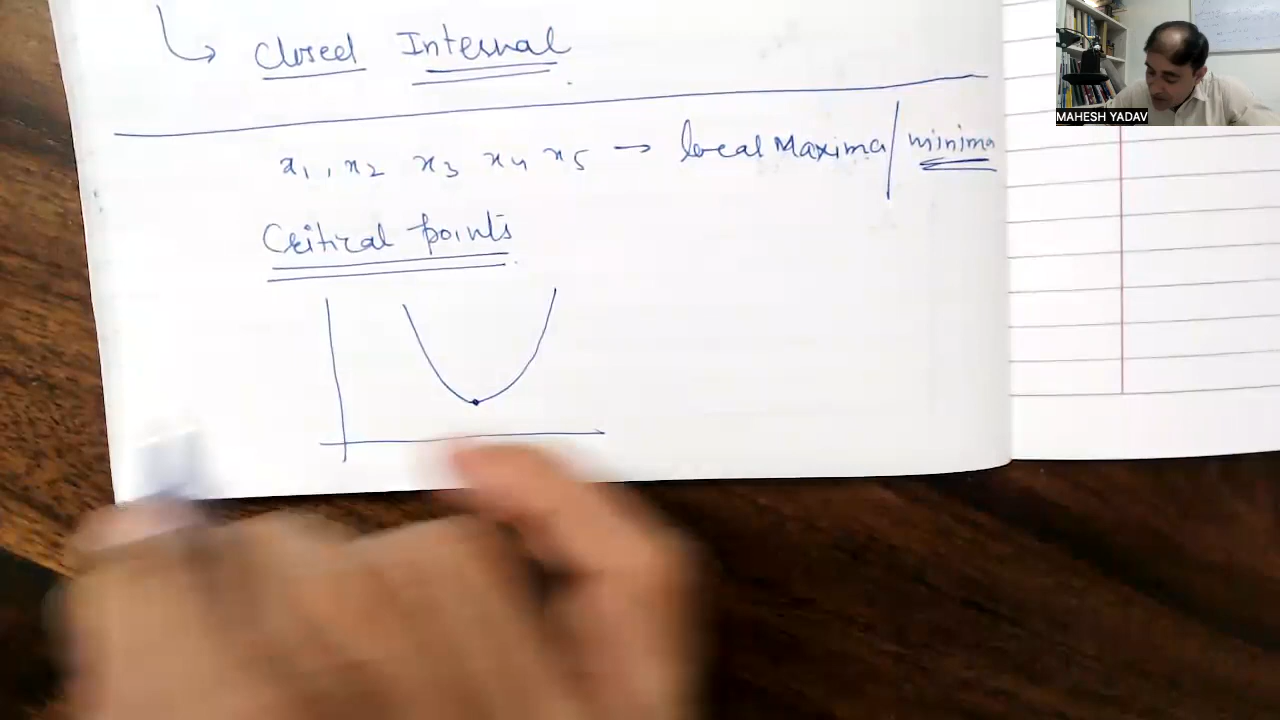 Closed Interval
x1, x2 x3 x4 x5 → local Maxima / minima
Critical points
MAHESH YADAV